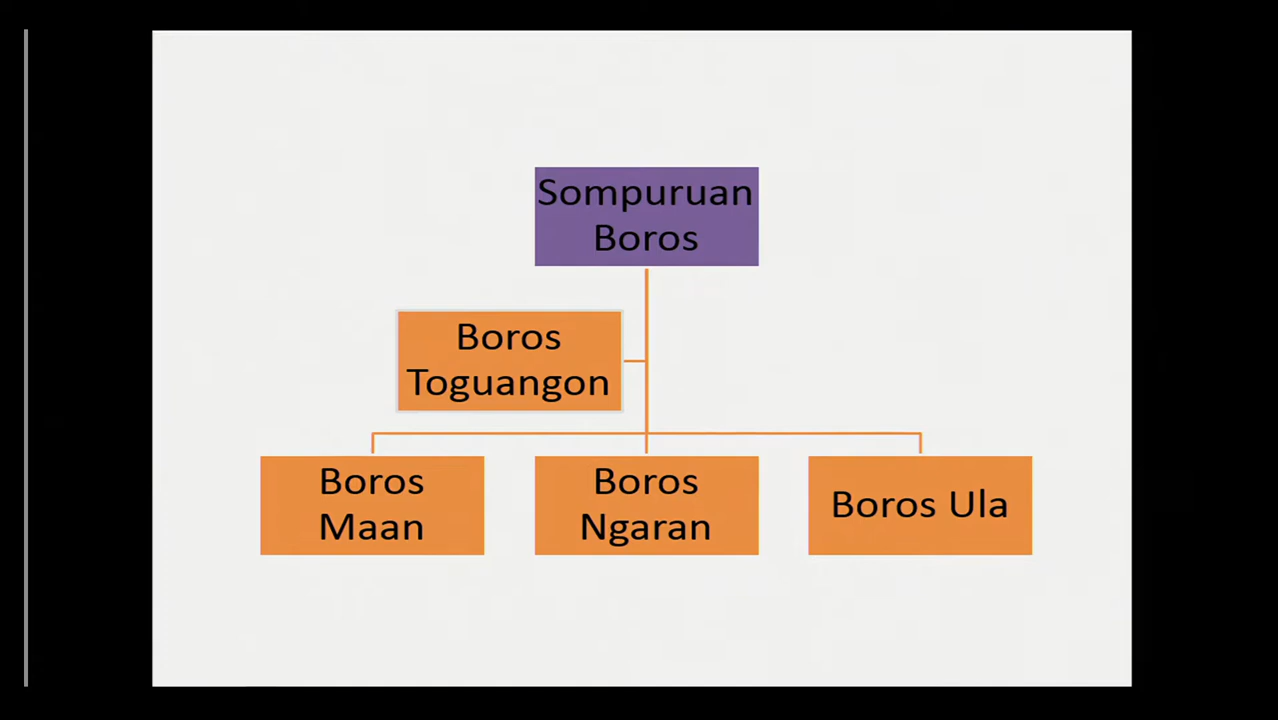 Sompuruan
Boros
Boros
Toguangon
Boros
Maan
Boros
Ngaran
Boros Ula